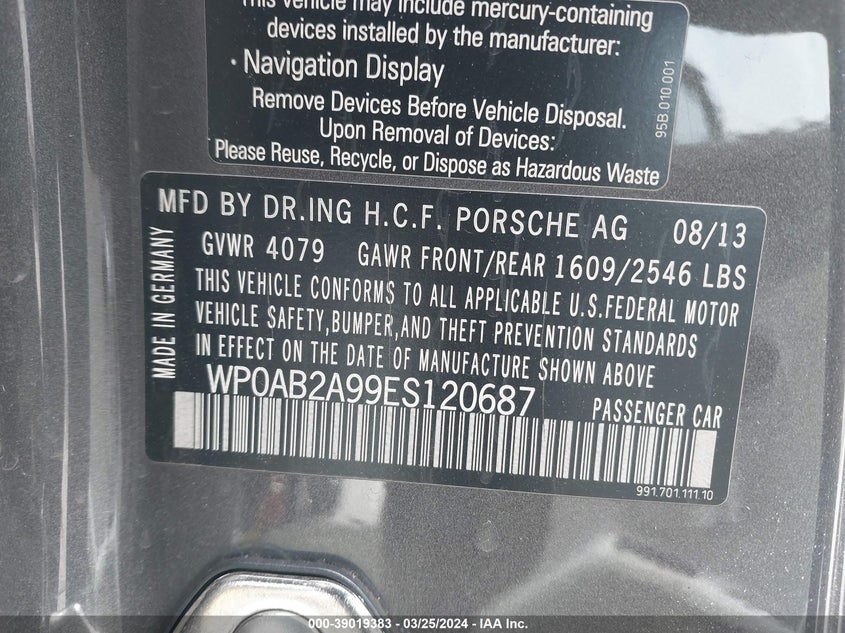 This vehicle may include mercury-containing
devices installed by the manufacturer:
· Navigation Display
Remove Devices Before Vehicle Disposal.
Upon Removal of Devices:
Please Reuse, Recycle, or Dispose as Hazardous Waste
95B.010.001
MFD BY DR.ING H.C.F. PORSCHE AG 08/13
GVWR 4079 GAWR FRONT/REAR 1609/2546 LBS
THIS VEHICLE CONFORMS TO ALL APPLICABLE U.S.FEDERAL MOTOR
VEHICLE SAFETY,BUMPER,AND THEFT PREVENTION STANDARDS
IN EFFECT ON THE DATE OF MANUFACTURE SHOWN ABOVE
MADE IN GERMANY
WP0AB2A99ES120687 PASSENGER CAR
991.701.111.10
000-39019383 / 03/25/2024 - IAA Inc.